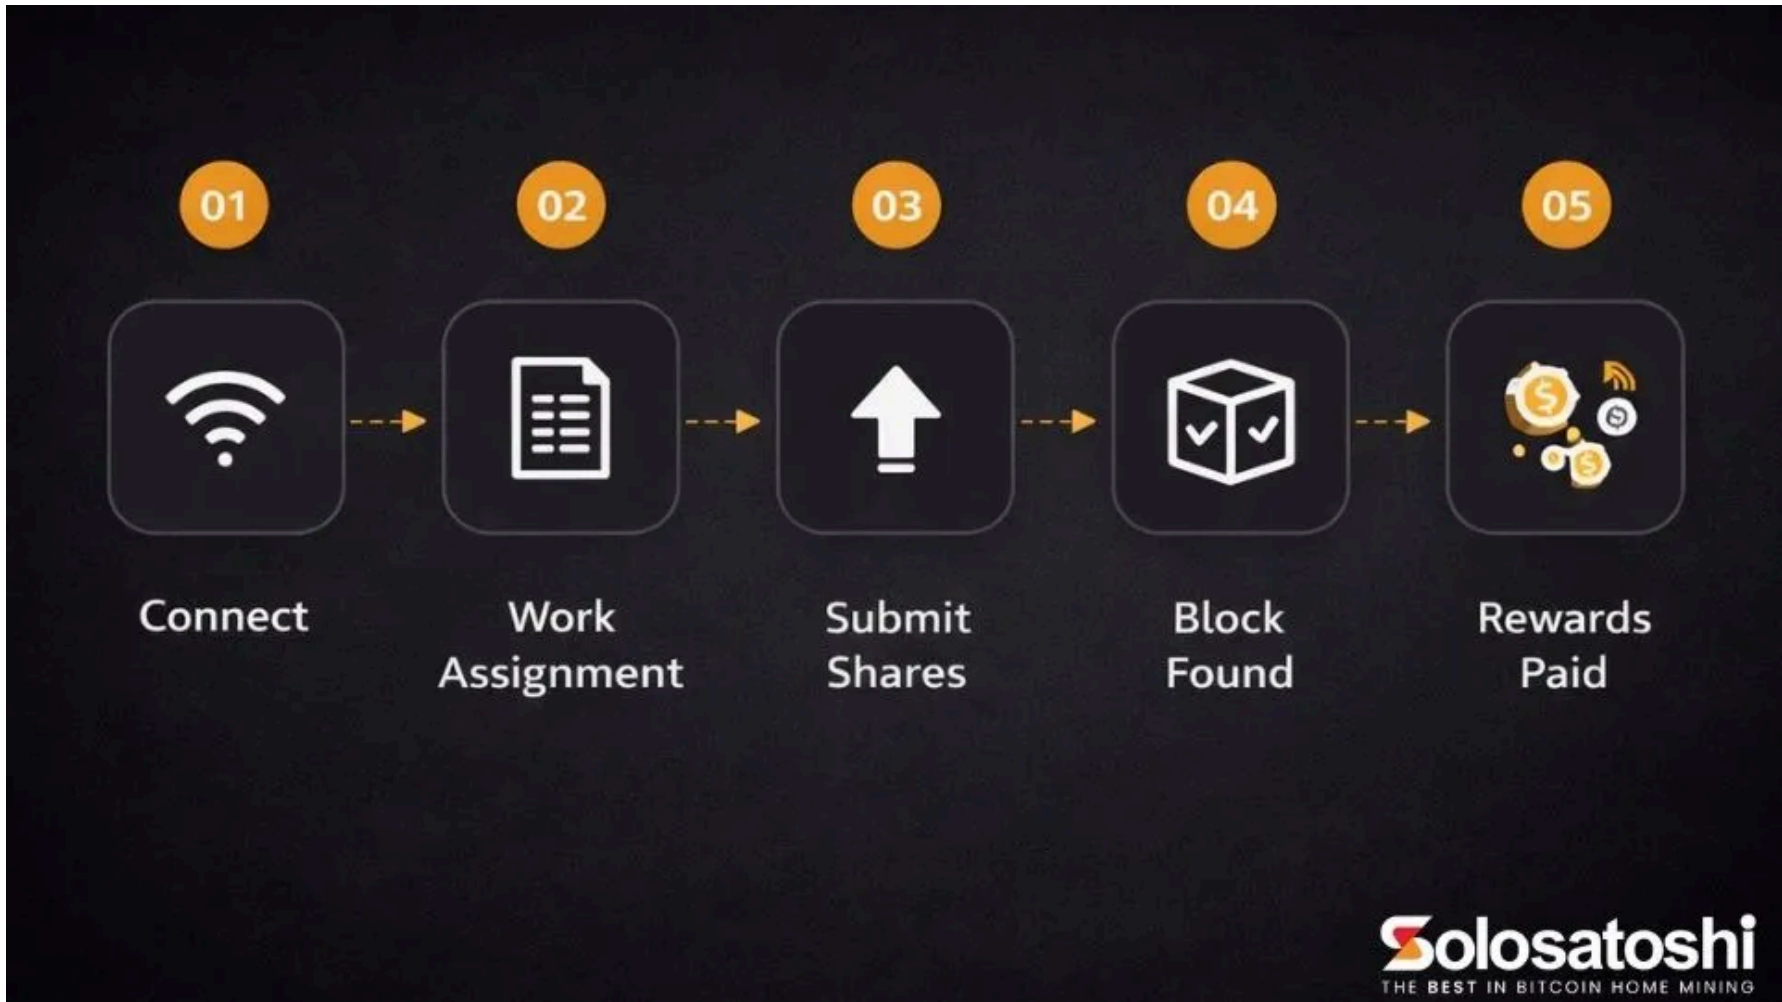 01
02
03
04
05
Connect
Work
Assignment
Submit
Shares
Block
Found
Rewards
Paid
Solosatoshi
THE BEST IN BITCOIN HOME MINING